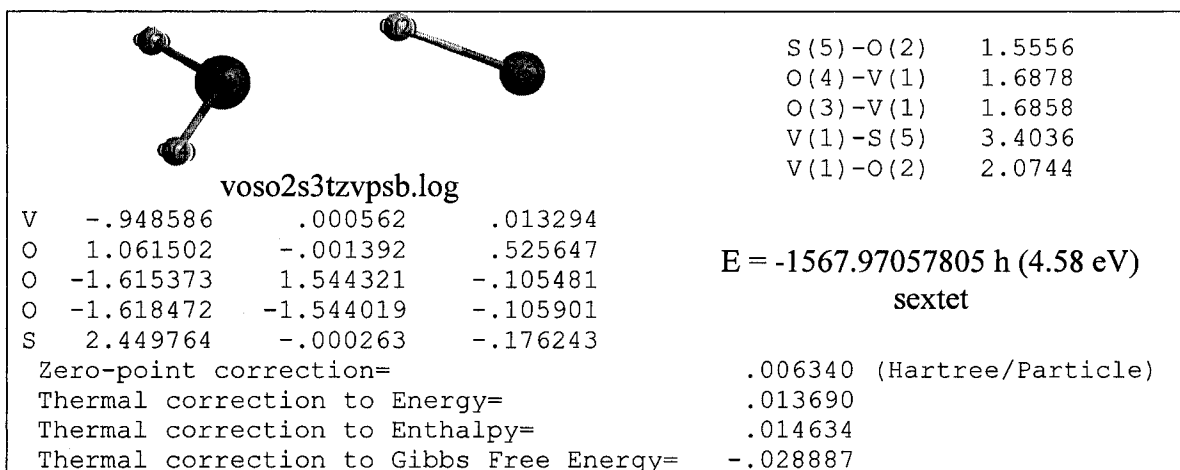 S(5)-O(2) 1.5556
O(4)-V(1) 1.6878
O(3)-V(1) 1.6858
V(1)-S(5) 3.4036
V(1)-O(2) 2.0744
voso2s3tzvpsb.log
V -.948586 .000562 .013294
O 1.061502 -.001392 .525647
O -1.615373 1.544321 -.105481
O -1.618472 -1.544019 -.105901
S 2.449764 -.000263 -.176243
E = -1567.97057805 h (4.58 eV)
sextet
Zero-point correction= .006340 (Hartree/Particle)
Thermal correction to Energy= .013690
Thermal correction to Enthalpy= .014634
Thermal correction to Gibbs Free Energy= -.028887